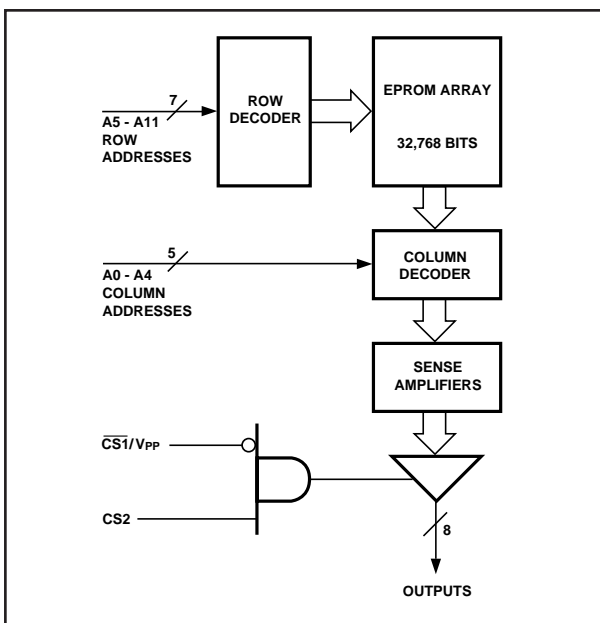 ROW
DECODER
EPROM ARRAY
32,768 BITS
7
A5 - A11
ROW
ADDRESSES
5
A0 - A4
COLUMN
ADDRESSES
COLUMN
DECODER
SENSE
AMPLIFIERS
C̅S̅1̅/VPP
CS2
8
OUTPUTS